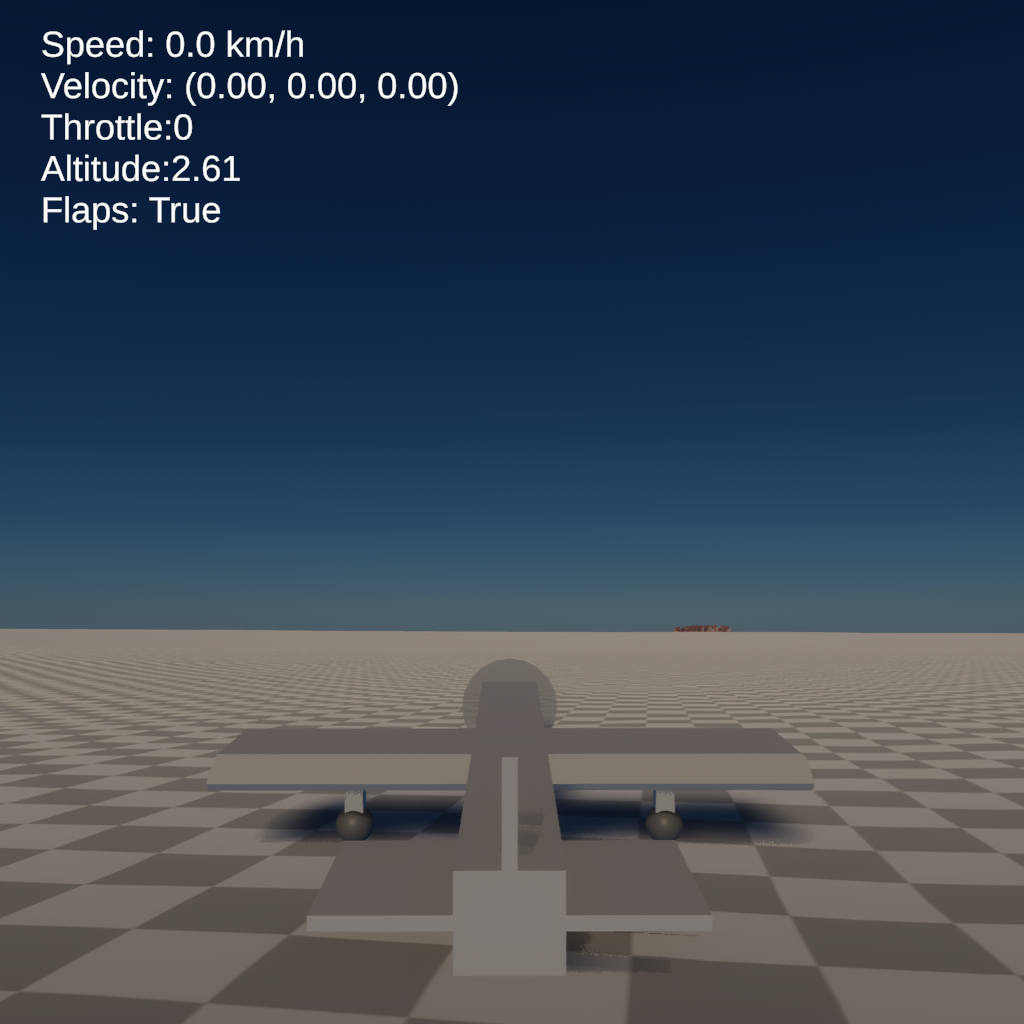 Speed: 0.0 km/h
Velocity: (0.00, 0.00, 0.00)
Throttle:0
Altitude:2.61
Flaps: True